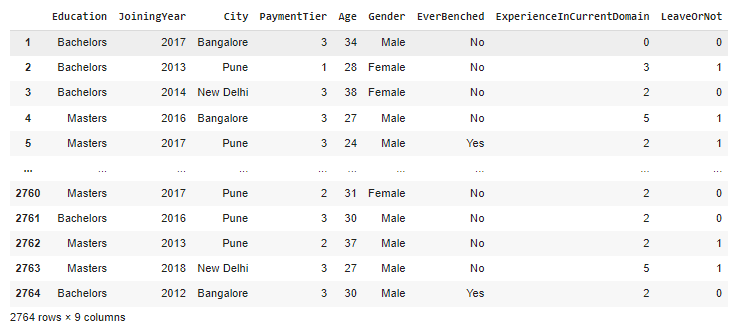 Education JoiningYear City PaymentTier Age Gender EverBenched ExperienceInCurrentDomain LeaveOrNot
1 Bachelors 2017 Bangalore 3 34 Male No 0 0
2 Bachelors 2013 Pune 1 28 Female No 3 1
3 Bachelors 2014 New Delhi 3 38 Female No 2 0
4 Masters 2016 Bangalore 3 27 Male No 5 1
5 Masters 2017 Pune 3 24 Male Yes 2 1
... ... ... ... ... ... ... ... ... ...
2760 Masters 2017 Pune 2 31 Female No 2 0
2761 Bachelors 2016 Pune 3 30 Male No 2 0
2762 Masters 2013 Pune 2 37 Male No 2 1
2763 Masters 2018 New Delhi 3 27 Male No 5 1
2764 Bachelors 2012 Bangalore 3 30 Male Yes 2 0
2764 rows × 9 columns